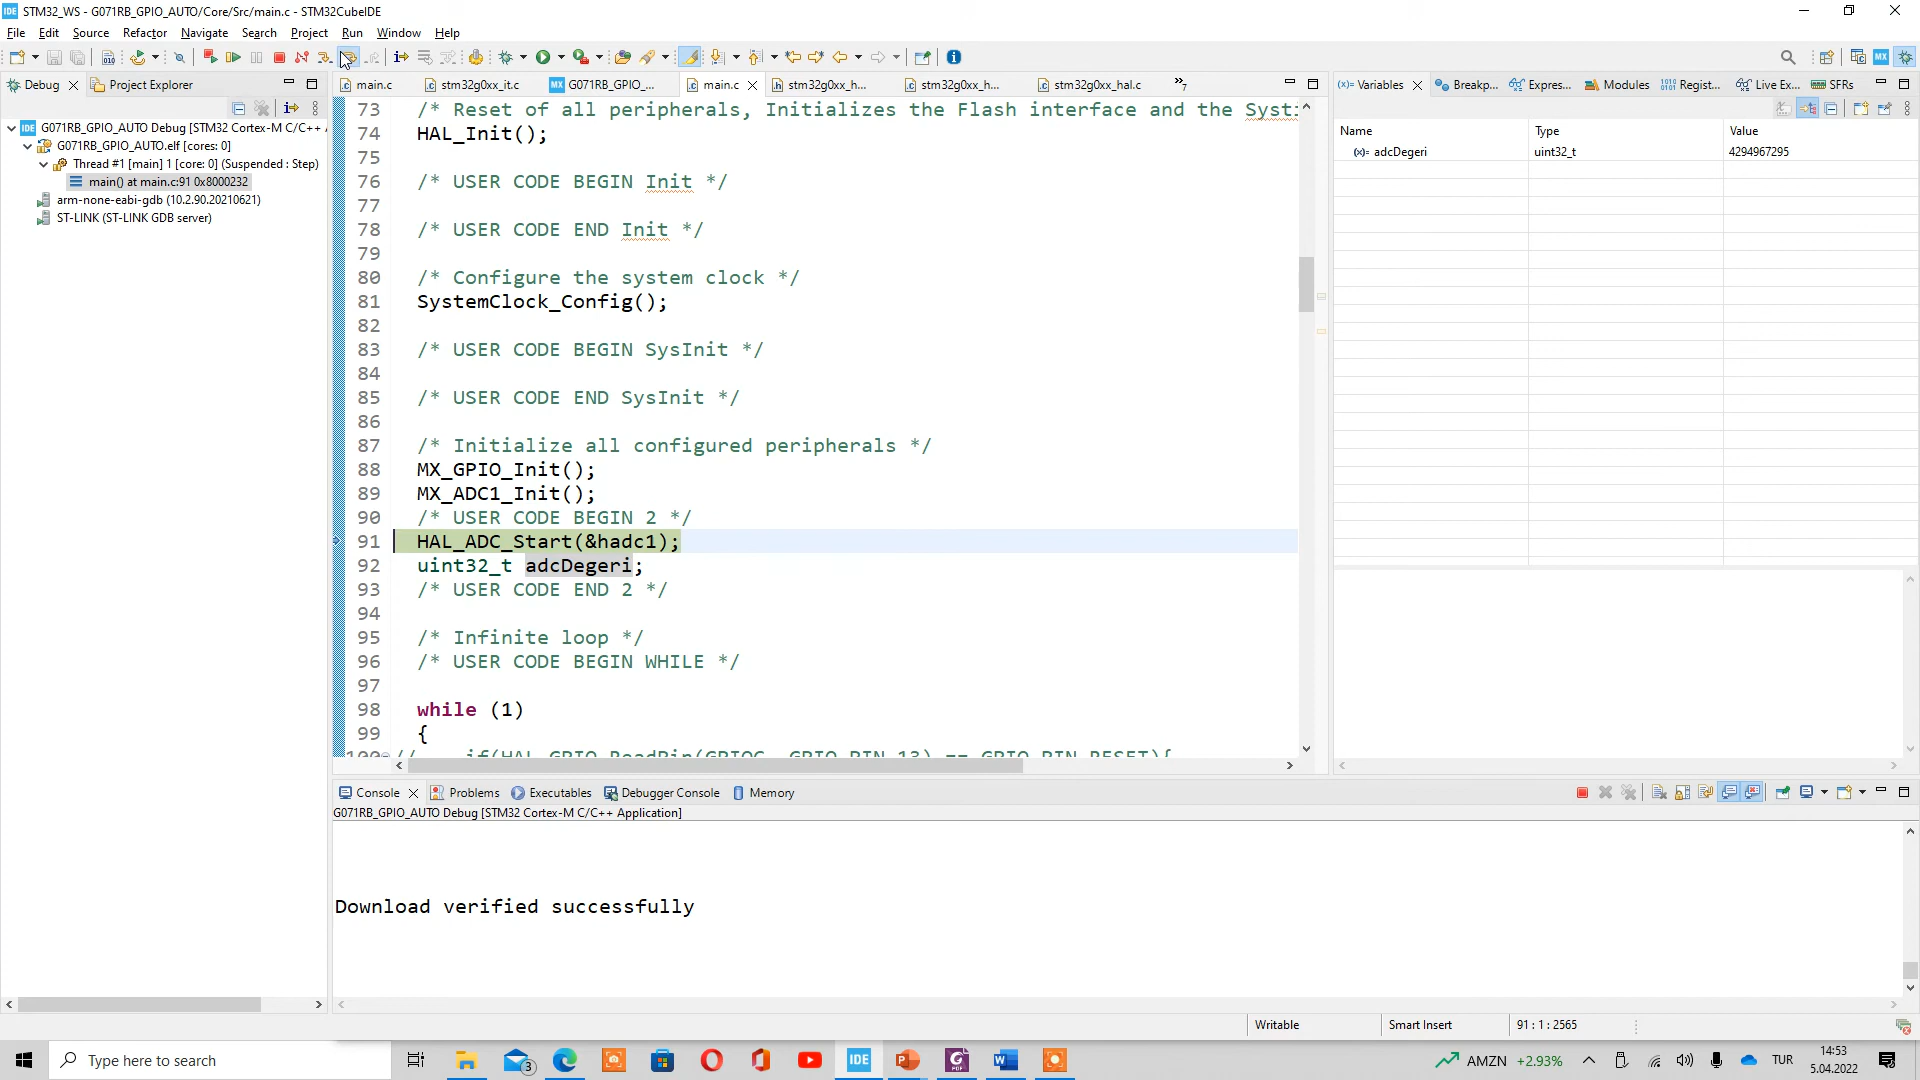 STM32_WS - G071RB_GPIO_AUTO/Core/Src/main.c - STM32CubeIDE
File Edit Source Refactor Navigate Search Project Run Window Help
Debug Project Explorer
G071RB_GPIO_AUTO Debug [STM32 Cortex-M C/C++ A
G071RB_GPIO_AUTO.elf [cores: 0]
Thread #1 [main] 1 [core: 0] (Suspended : Step)
main() at main.c:91 0x8000232
arm-none-eabi-gdb (10.2.90.20210621)
ST-LINK (ST-LINK GDB server)
main.c stm32g0xx_it.c G071RB_GPIO_... main.c stm32g0xx_h... stm32g0xx_h... stm32g0xx_hal.c »7
73 /* Reset of all peripherals, Initializes the Flash interface and the Syst
74 HAL_Init();
75
76 /* USER CODE BEGIN Init */
77
78 /* USER CODE END Init */
79
80 /* Configure the system clock */
81 SystemClock_Config();
82
83 /* USER CODE BEGIN SysInit */
84
85 /* USER CODE END SysInit */
86
87 /* Initialize all configured peripherals */
88 MX_GPIO_Init();
89 MX_ADC1_Init();
90 /* USER CODE BEGIN 2 */
91 HAL_ADC_Start(&hadc1);
92 uint32_t adcDegeri;
93 /* USER CODE END 2 */
94
95 /* Infinite loop */
96 /* USER CODE BEGIN WHILE */
97
98 while (1)
99 {
100 // if(HAL_GPIO_ReadPin(GPIOC, GPIO_PIN_13) == GPIO_PIN_RESET){
(x)= Variables Breakp... Expres... Modules Regist... Live Ex... SFRs
Name Type Value
(x)= adcDegeri uint32_t 4294967295
Console Problems Executables Debugger Console Memory
G071RB_GPIO_AUTO Debug [STM32 Cortex-M C/C++ Application]
Download verified successfully
Writable Smart Insert 91 : 1 : 2565
Type here to search
3
IDE
AMZN +2.93%
TUR
14:53
5.04.2022